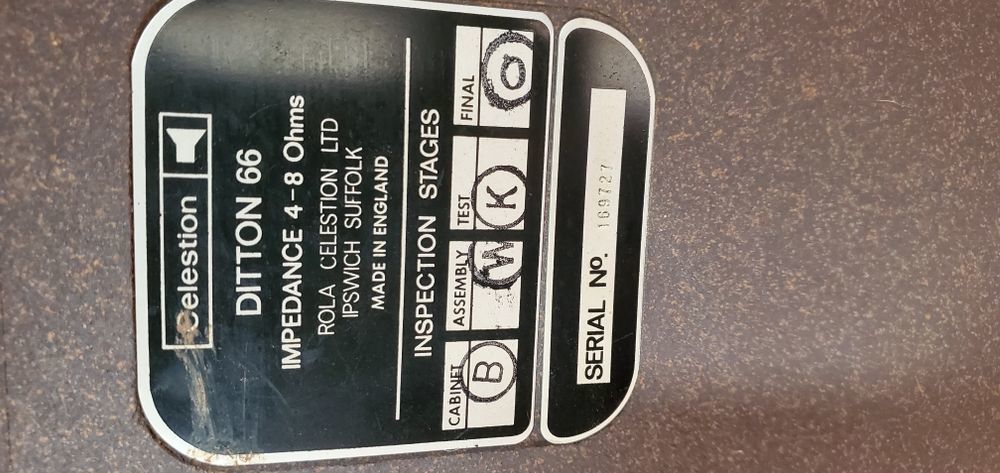 Celestion
DITTON 66
IMPEDANCE 4-8 Ohms
ROLA CELESTION LTD
IPSWICH SUFFOLK
MADE IN ENGLAND
INSPECTION STAGES
CABINET ASSEMBLY TEST FINAL
B W K O
SERIAL Nº. 169727